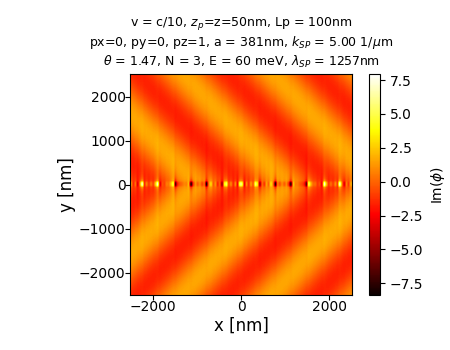 v = c/10, z_p=z=50nm, Lp = 100nm
px=0, py=0, pz=1, a = 381nm, k_SP = 5.00 1/μm
θ = 1.47, N = 3, E = 60 meV, λ_SP = 1257nm
2000
1000
0
−1000
−2000
y [nm]
−2000 0 2000
x [nm]
7.5
5.0
2.5
0.0
−2.5
−5.0
−7.5
Im(ϕ)